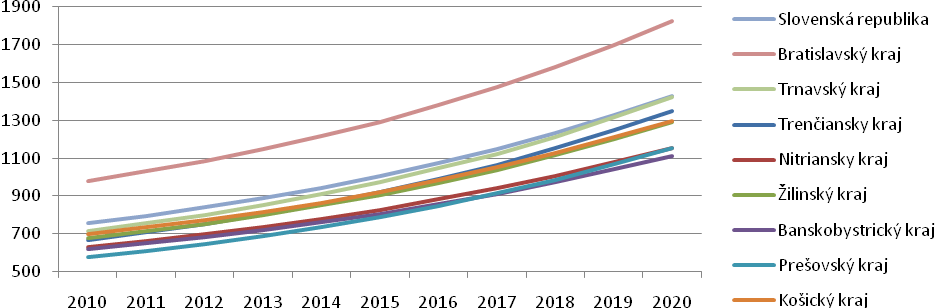 1900
1700
1500
1300
1100
900
700
500
2010 2011 2012 2013 2014 2015 2016 2017 2018 2019 2020
Slovenská republika
Bratislavský kraj
Trnavský kraj
Trenčiansky kraj
Nitriansky kraj
Žilinský kraj
Banskobystrický kraj
Prešovský kraj
Košický kraj